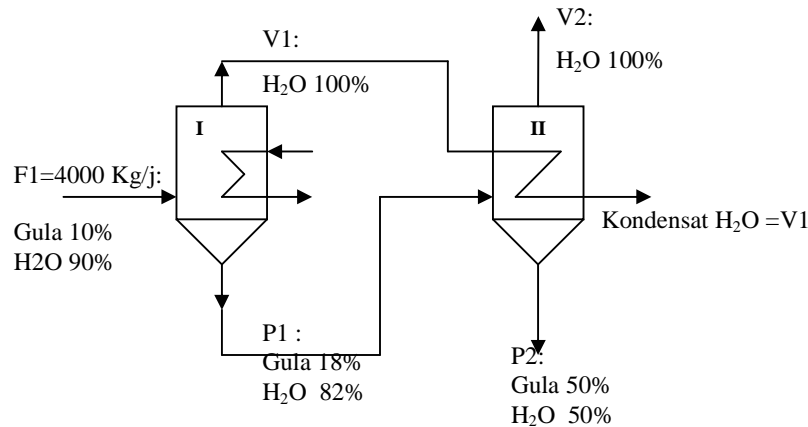 V1:
H₂O 100%
V2:
H₂O 100%
I
II
F1=4000 Kg/j:
Gula 10%
H2O 90%
Kondensat H₂O =V1
P1 :
Gula 18%
H₂O 82%
P2:
Gula 50%
H₂O 50%